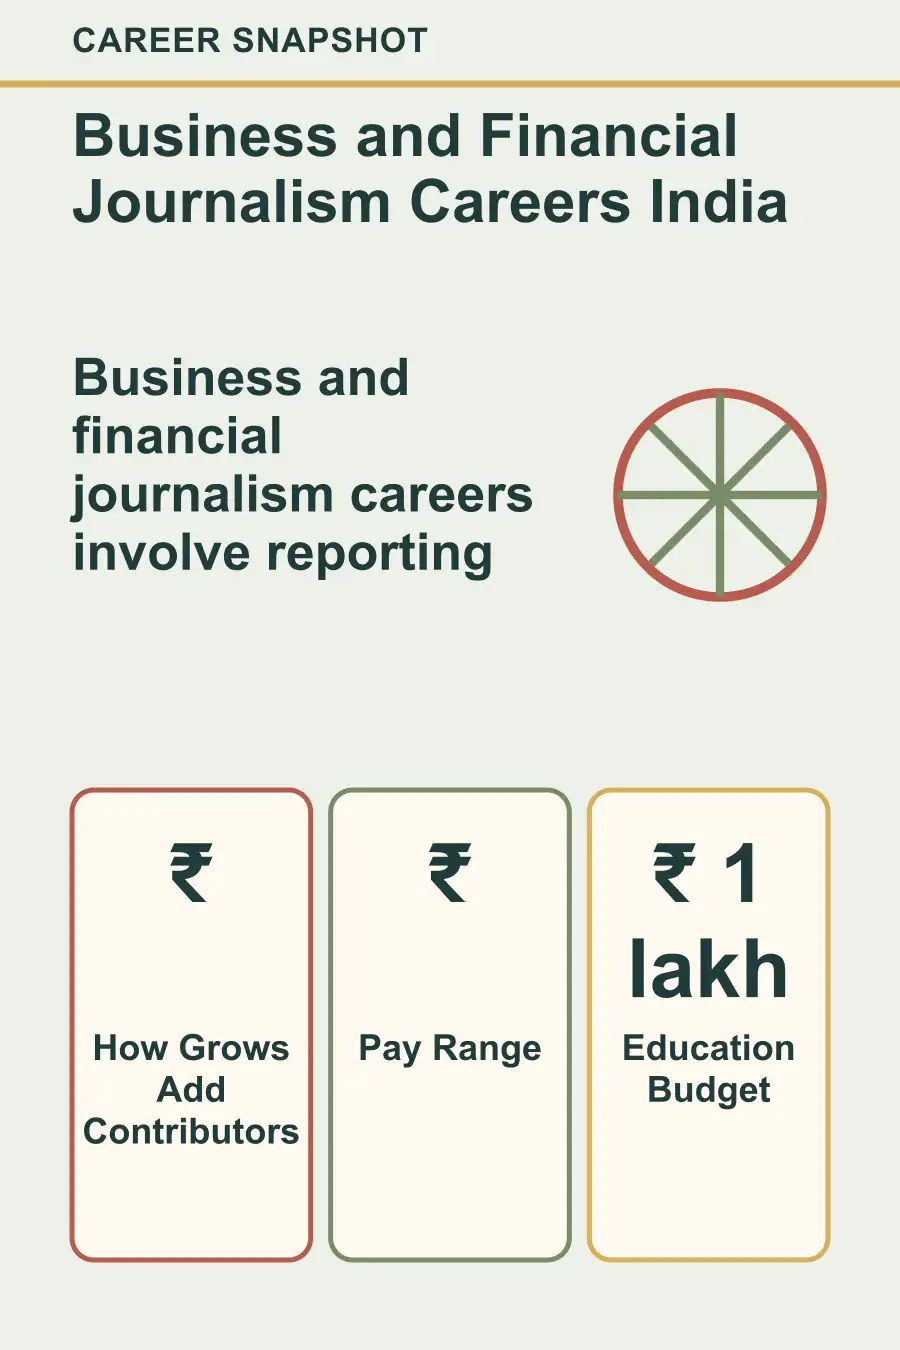 CAREER SNAPSHOT
Business and Financial
Journalism Careers India
Business and
financial
journalism careers
involve reporting
₹
How Grows
Add
Contributors
₹
Pay Range
₹ 1
lakh
Education
Budget